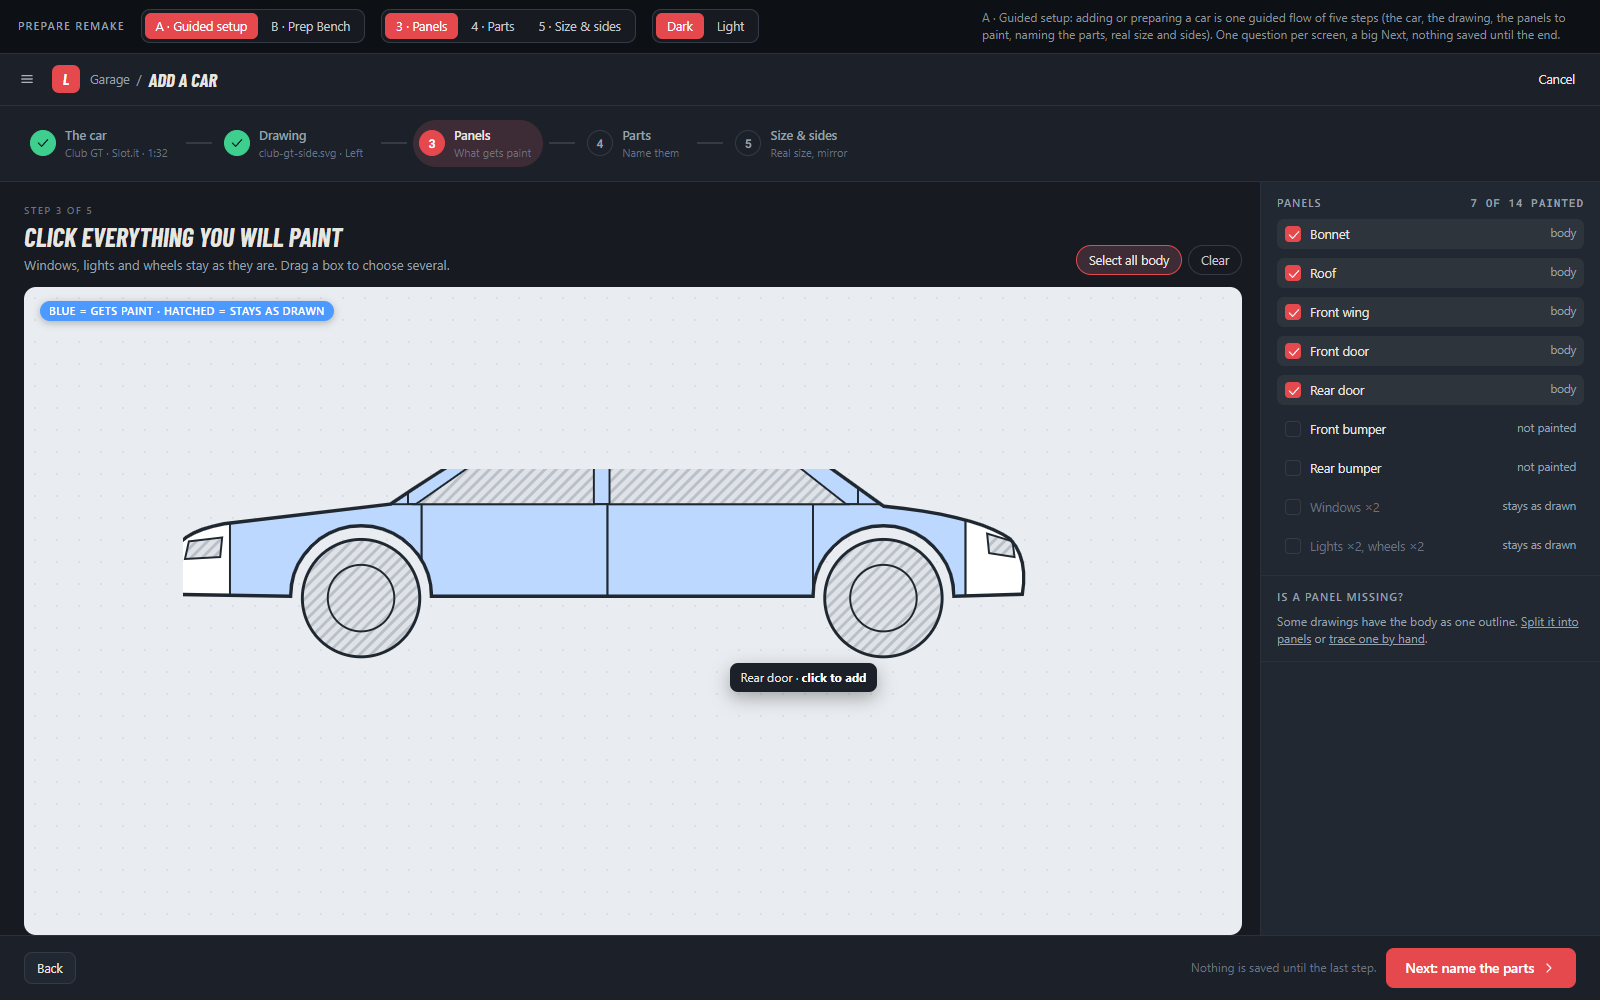 PREPARE REMAKE
A · Guided setup
B · Prep Bench
3 · Panels
4 · Parts
5 · Size & sides
Dark
Light
A · Guided setup: adding or preparing a car is one guided flow of five steps (the car, the drawing, the panels to
paint, naming the parts, real size and sides). One question per screen, a big Next, nothing saved until the end.
L
Garage / ADD A CAR
Cancel
The car
Club GT · Slot.it · 1:32
Drawing
club-gt-side.svg · Left
3
Panels
What gets paint
4
Parts
Name them
5
Size & sides
Real size, mirror
STEP 3 OF 5
CLICK EVERYTHING YOU WILL PAINT
Windows, lights and wheels stay as they are. Drag a box to choose several.
Select all body
Clear
BLUE = GETS PAINT · HATCHED = STAYS AS DRAWN
Rear door · click to add
PANELS
7 OF 14 PAINTED
Bonnet body
Roof body
Front wing body
Front door body
Rear door body
Front bumper not painted
Rear bumper not painted
Windows ×2 stays as drawn
Lights ×2, wheels ×2 stays as drawn
IS A PANEL MISSING?
Some drawings have the body as one outline. Split it into
panels or trace one by hand.
Back
Nothing is saved until the last step.
Next: name the parts